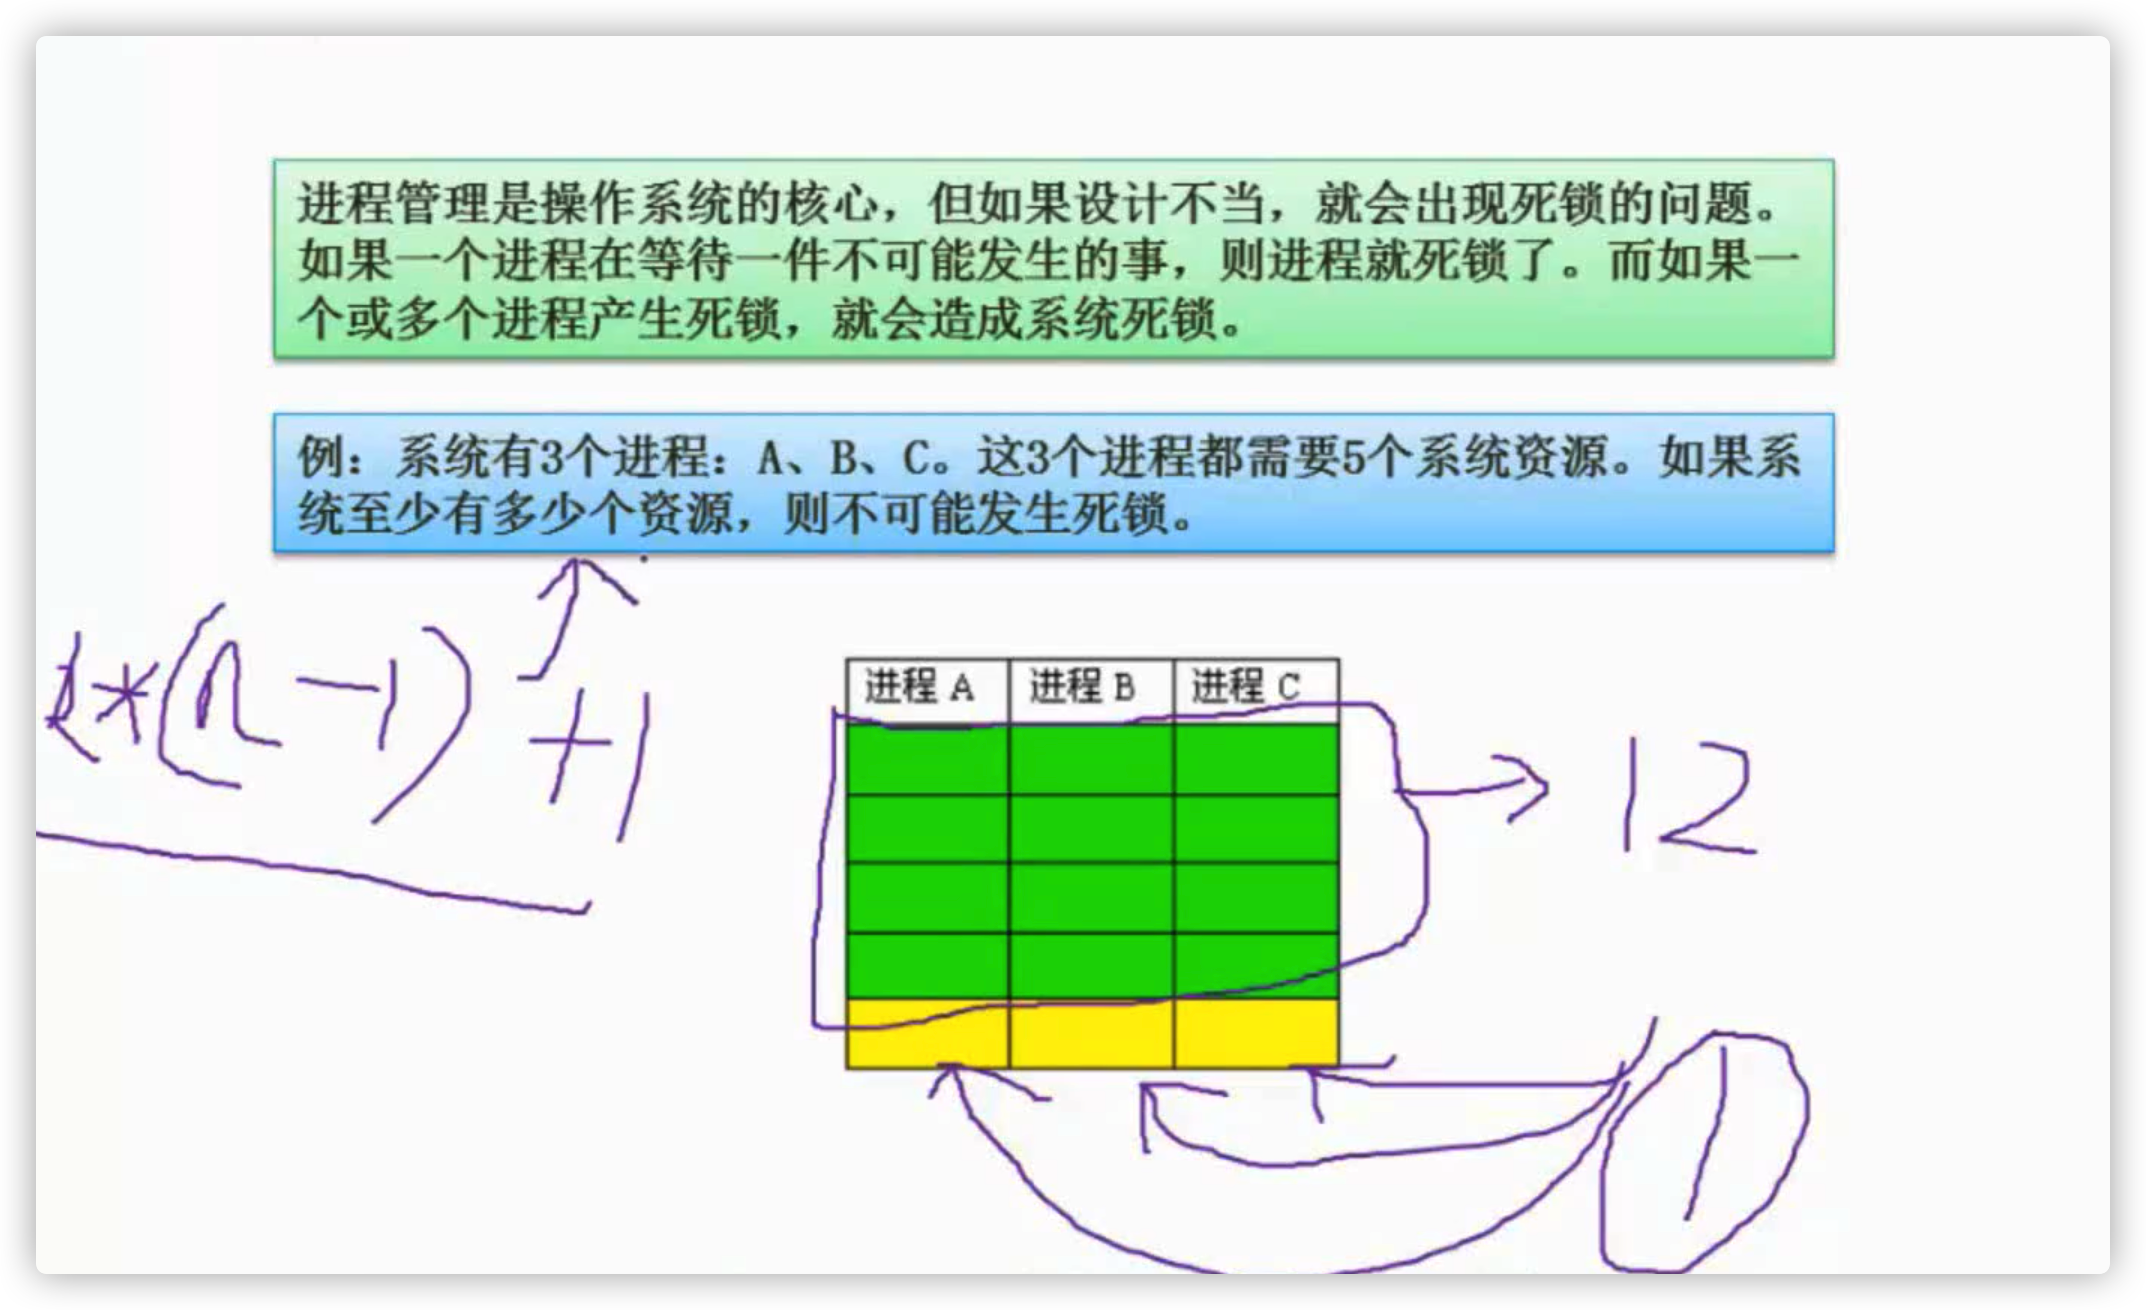 进程管理是操作系统的核心，但如果设计不当，就会出现死锁的问题。
如果一个进程在等待一件不可能发生的事，则进程就死锁了。而如果一
个或多个进程产生死锁，就会造成系统死锁。
例：系统有3个进程：A、B、C。这3个进程都需要5个系统资源。如果系
统至少有多少个资源，则不可能发生死锁。
*(n-1)+1
进程 A 进程 B 进程 C
12
1